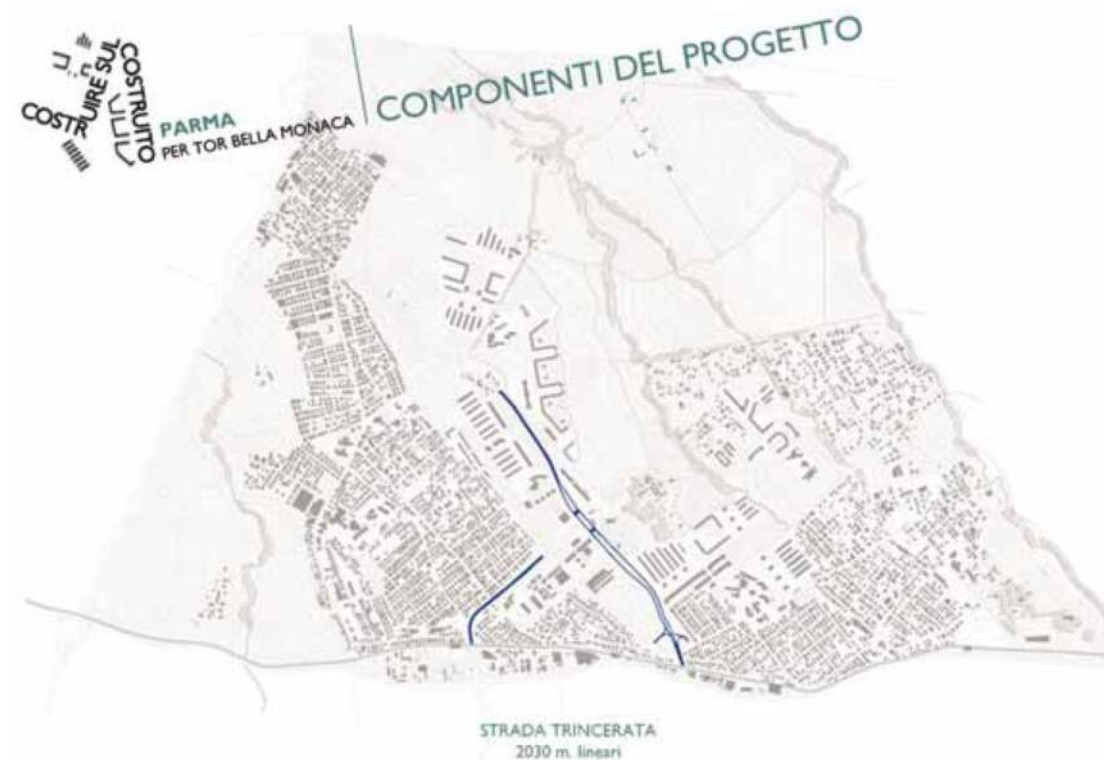 COSTRUIRE SUL
COSTRUITO
PARMA
PER TOR BELLA MONACA
COMPONENTI DEL PROGETTO
STRADA TRINCERATA
2030 m. lineari